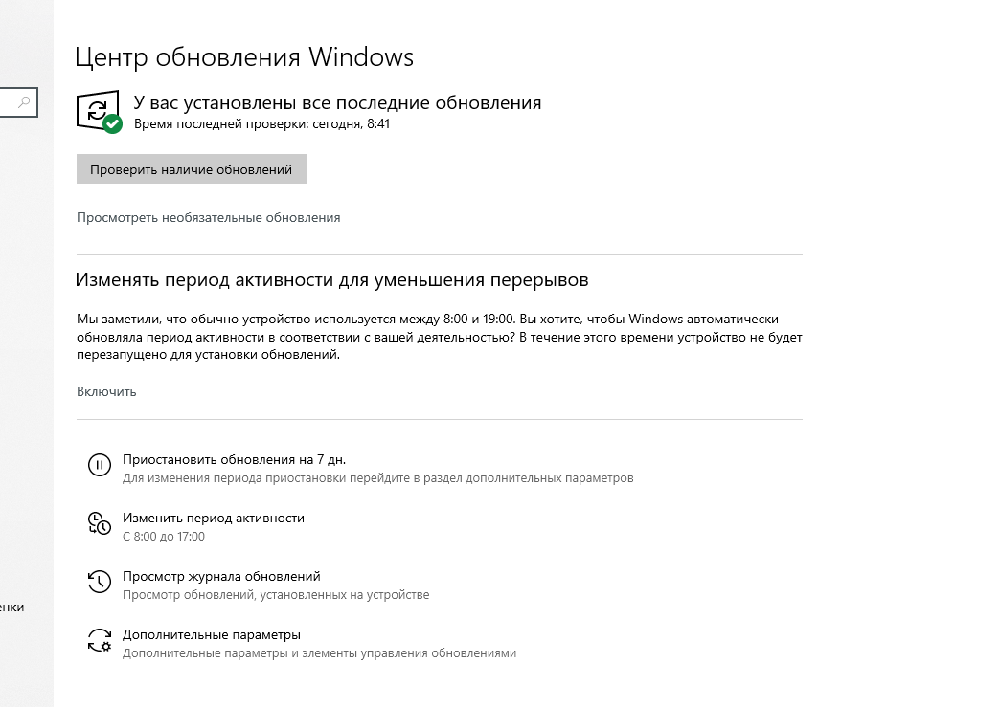 Центр обновления Windows
У вас установлены все последние обновления
Время последней проверки: сегодня, 8:41
Проверить наличие обновлений
Просмотреть необязательные обновления
Изменять период активности для уменьшения перерывов
Мы заметили, что обычно устройство используется между 8:00 и 19:00. Вы хотите, чтобы Windows автоматически
обновляла период активности в соответствии с вашей деятельностью? В течение этого времени устройство не будет
перезапущено для установки обновлений.
Включить
Приостановить обновления на 7 дн.
Для изменения периода приостановки перейдите в раздел дополнительных параметров
Изменить период активности
С 8:00 до 17:00
Просмотр журнала обновлений
Просмотр обновлений, установленных на устройстве
енки
Дополнительные параметры
Дополнительные параметры и элементы управления обновлениями